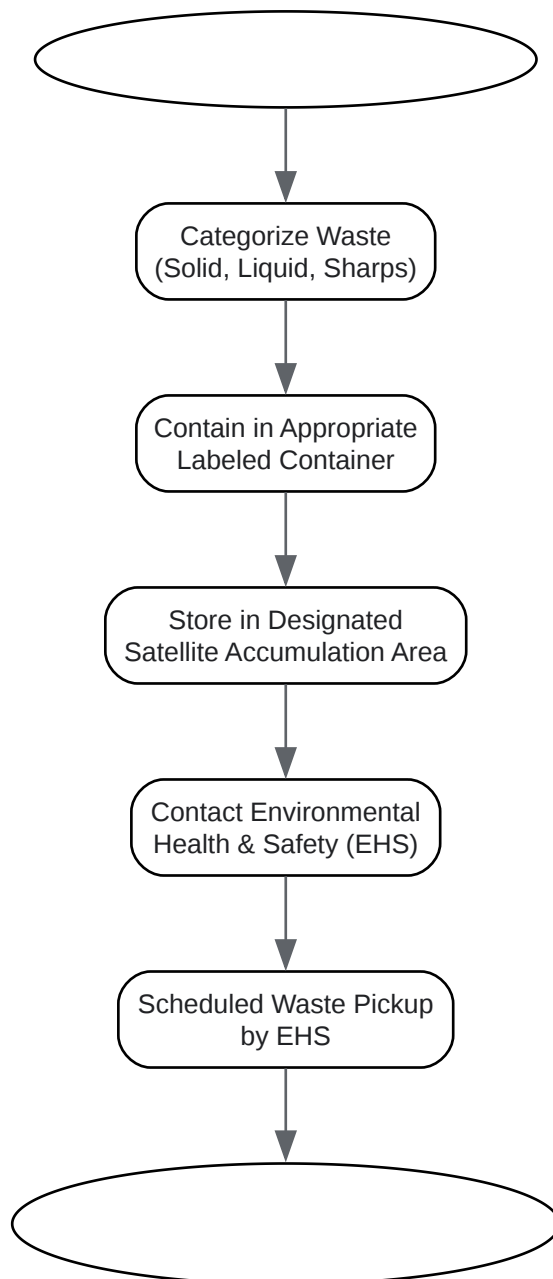 Categorize Waste
(Solid, Liquid, Sharps)
Contain in Appropriate
Labeled Container
Store in Designated
Satellite Accumulation Area
Contact Environmental
Health & Safety (EHS)
Scheduled Waste Pickup
by EHS